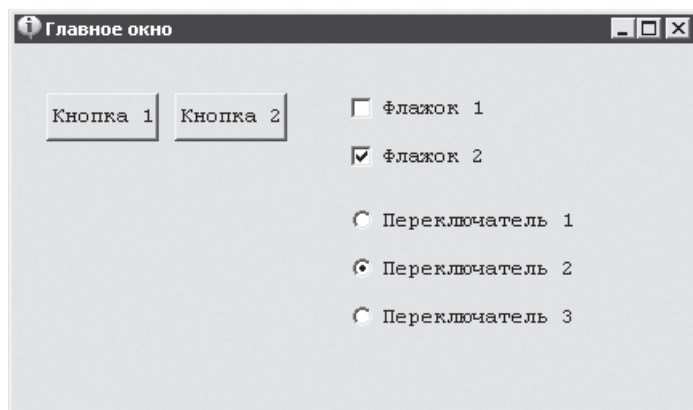 Главное окно
Кнопка 1 Кнопка 2
Флажок 1
Флажок 2
Переключатель 1
Переключатель 2
Переключатель 3